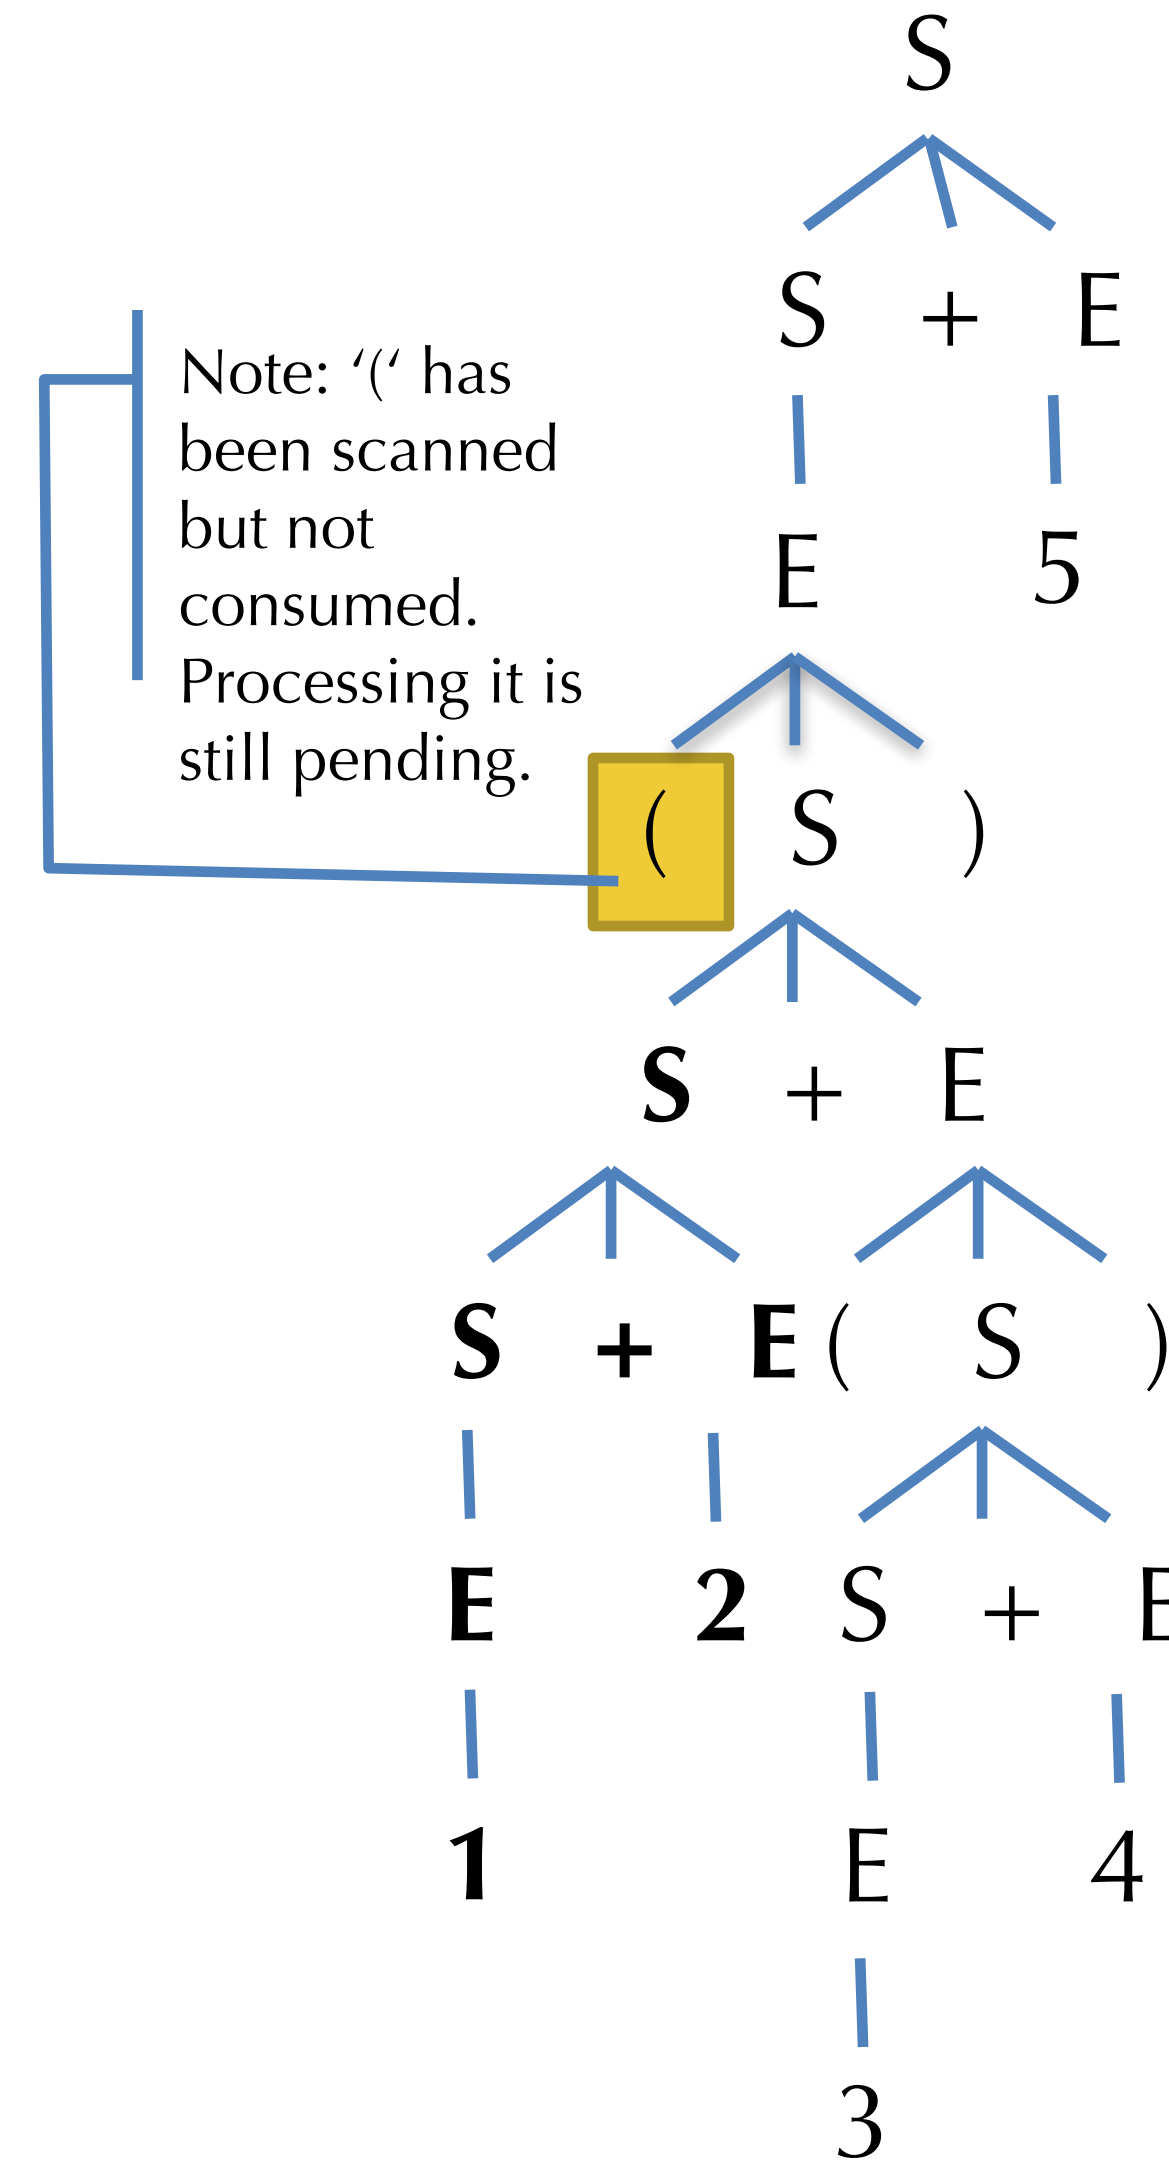 S
S + E
Note: ‘(‘ has
been scanned
but not
consumed.
Processing it is
still pending.
E 5
( S )
S + E
S + E ( S )
E 2 S + E
1 E 4
3